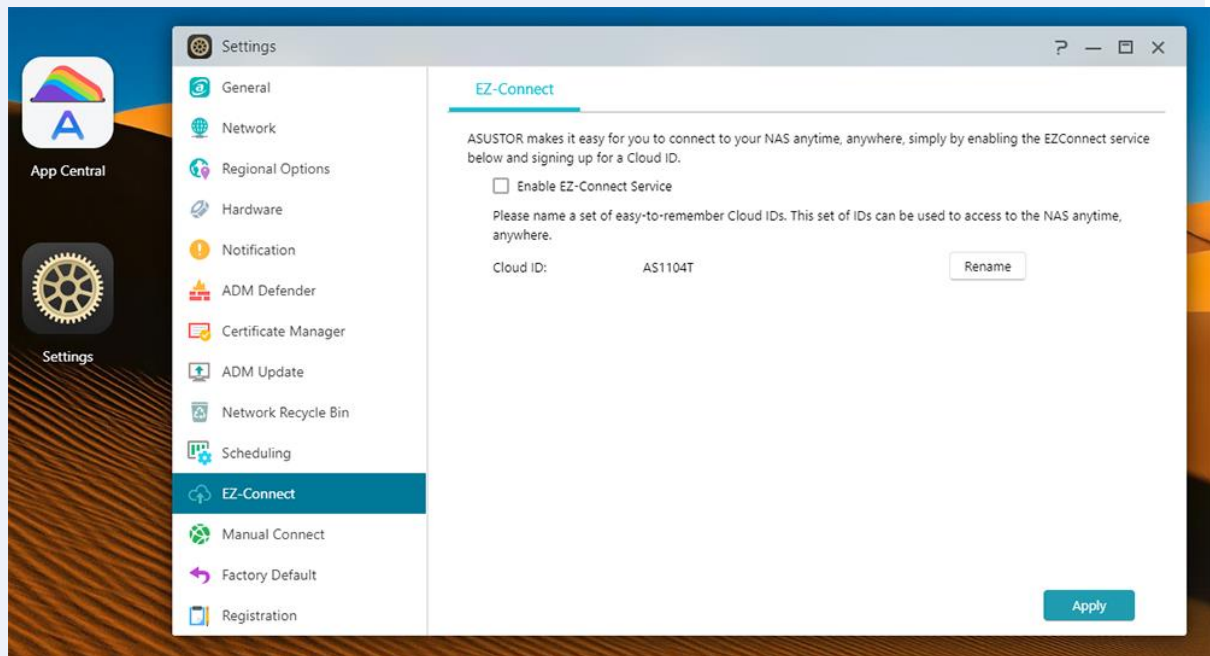 Settings
App Central
Settings
General
Network
Regional Options
Hardware
Notification
ADM Defender
Certificate Manager
ADM Update
Network Recycle Bin
Scheduling
EZ-Connect
Manual Connect
Factory Default
Registration
EZ-Connect
ASUSTOR makes it easy for you to connect to your NAS anytime, anywhere, simply by enabling the EZConnect service
below and signing up for a Cloud ID.
Enable EZ-Connect Service
Please name a set of easy-to-remember Cloud IDs. This set of IDs can be used to access to the NAS anytime,
anywhere.
Cloud ID: AS1104T Rename
Apply